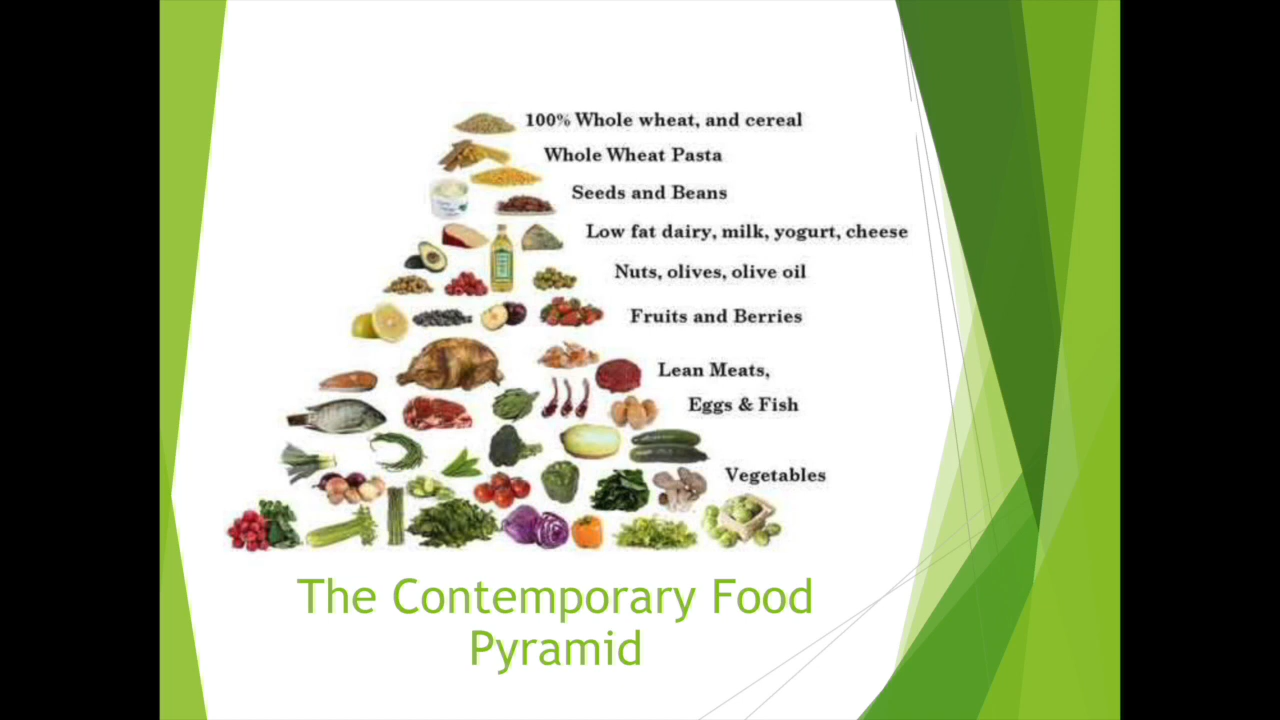 100% Whole wheat, and cereal
Whole Wheat Pasta
Seeds and Beans
Low fat dairy, milk, yogurt, cheese
Nuts, olives, olive oil
Fruits and Berries
Lean Meats,
Eggs & Fish
Vegetables
The Contemporary Food
Pyramid